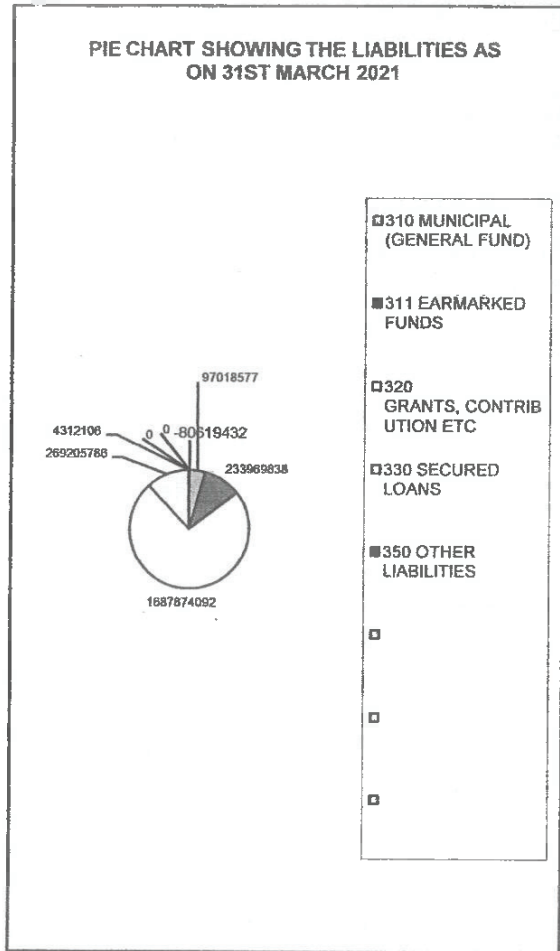 PIE CHART SHOWING THE LIABILITIES AS
ON 31ST MARCH 2021
310 MUNICIPAL
(GENERAL FUND)
311 EARMARKED
FUNDS
320
GRANTS, CONTRIB
UTION ETC
330 SECURED
LOANS
350 OTHER
LIABILITIES
97018577
4312106
0
0
-80619432
269205786
233969838
1687874092